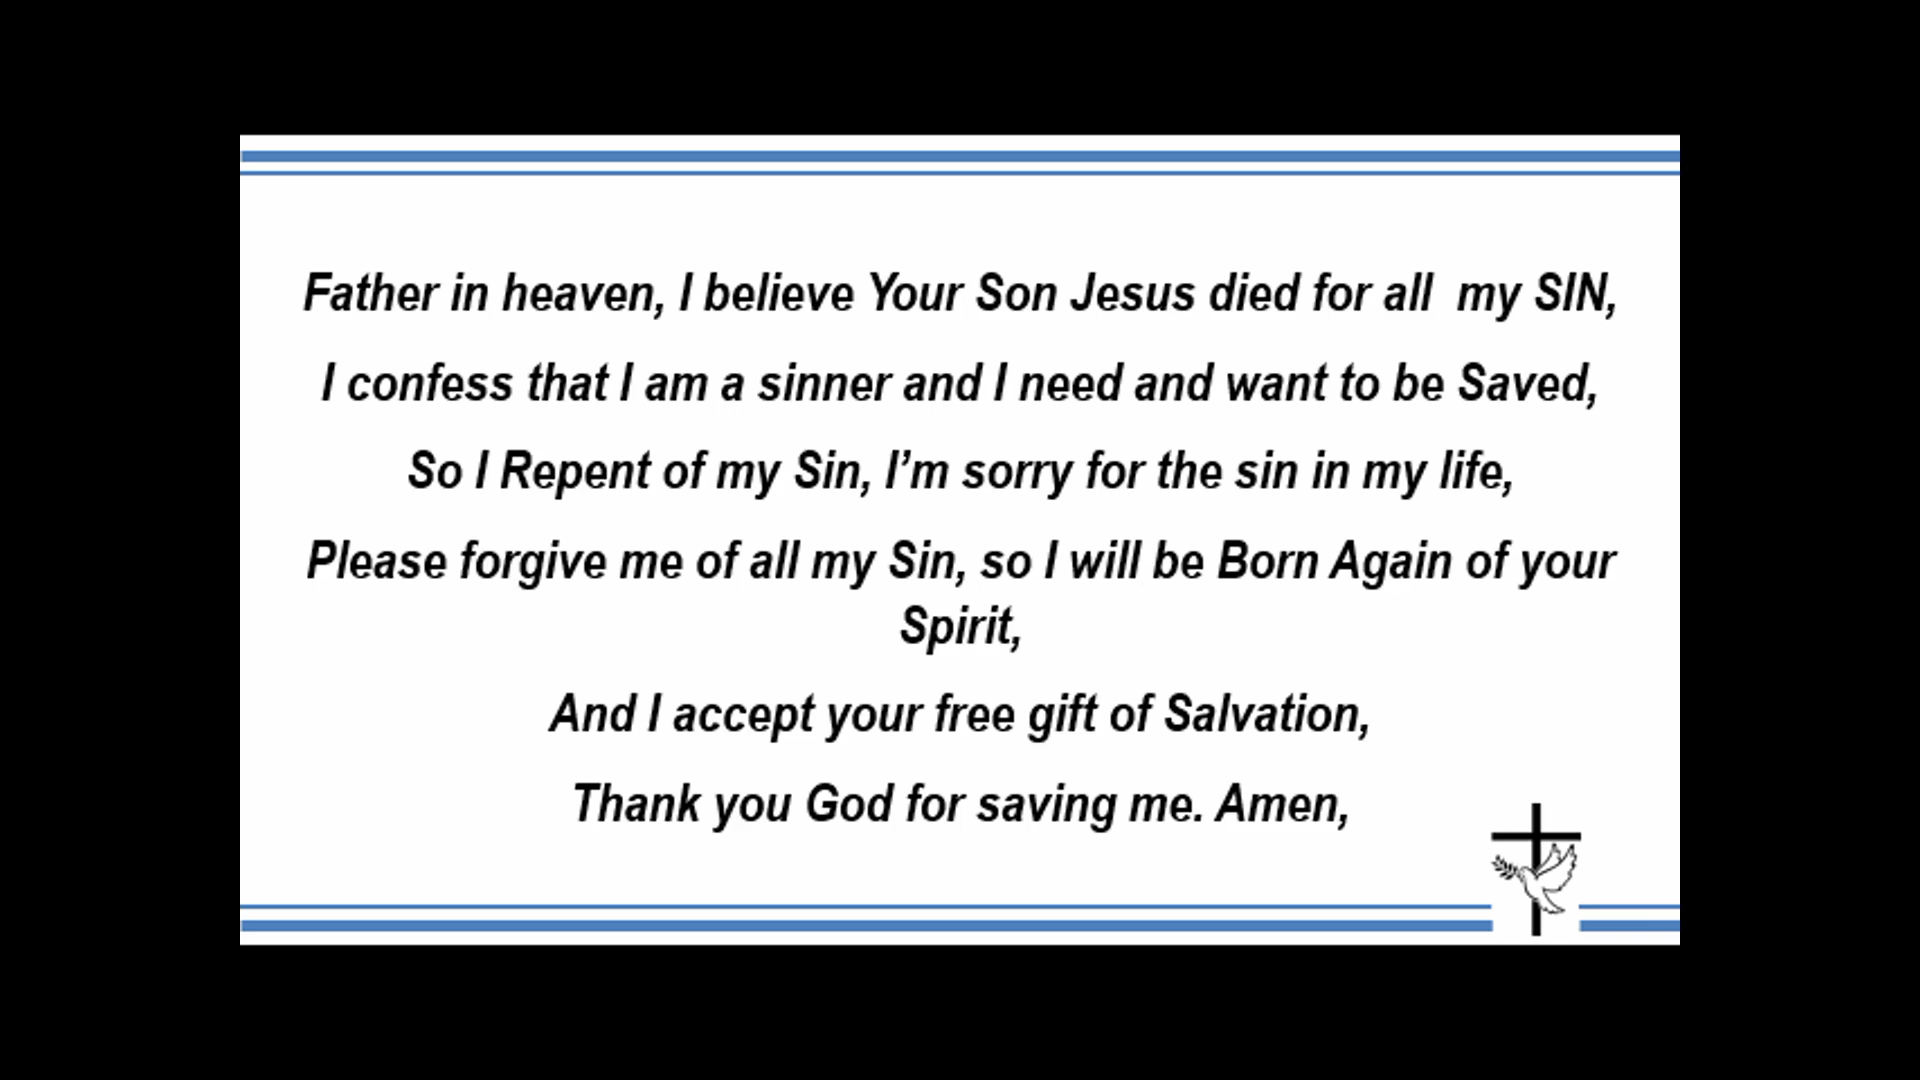 Father in heaven, I believe Your Son Jesus died for all  my SIN,
I confess that I am a sinner and I need and want to be Saved,
So I Repent of my Sin, I’m sorry for the sin in my life,
Please forgive me of all my Sin, so I will be Born Again of your
Spirit,
And I accept your free gift of Salvation,
Thank you God for saving me. Amen,